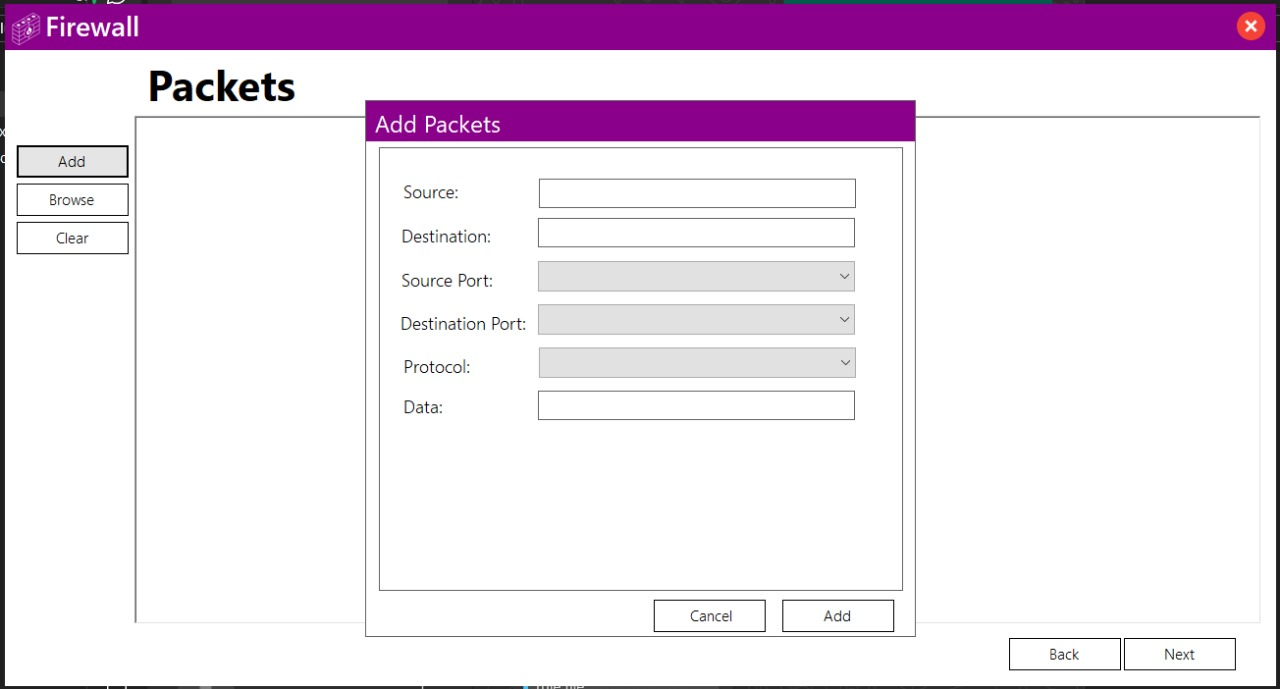 Firewall
Packets
Add Packets
Add
Browse
Clear
Source:
Destination:
Source Port:
Destination Port:
Protocol:
Data:
Cancel
Add
Back
Next